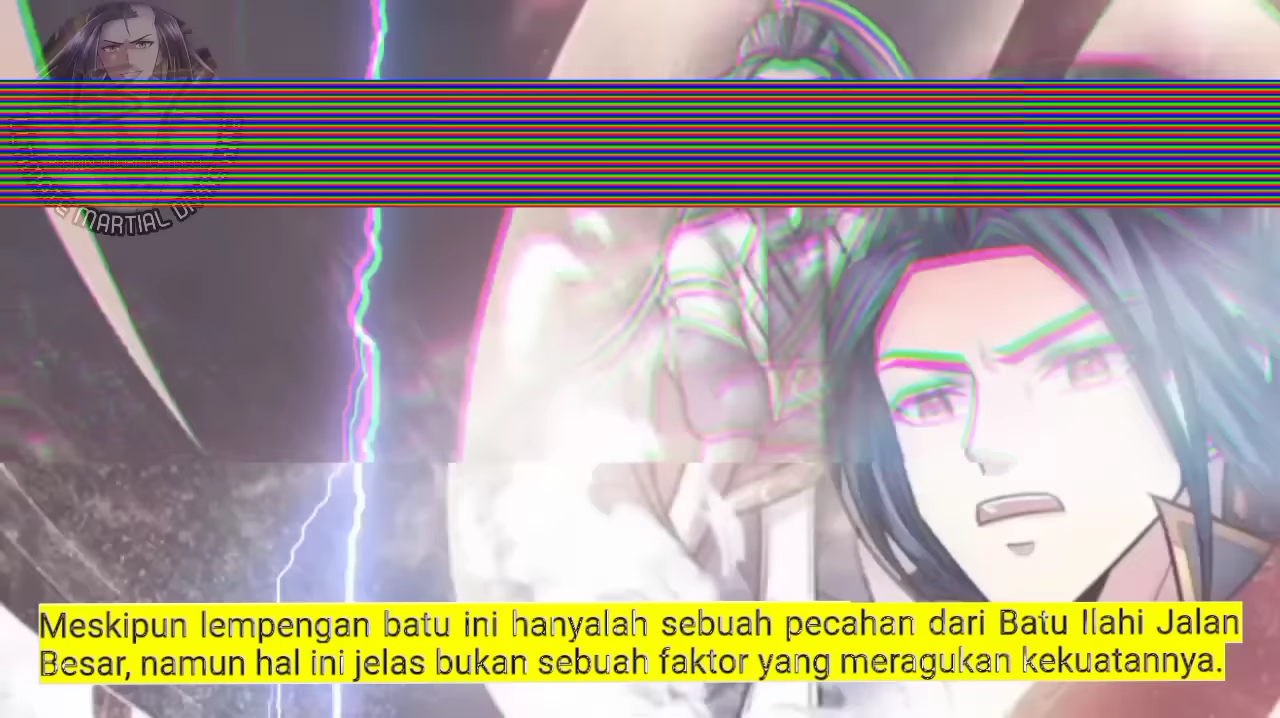 MARTIAL
Meskipun lempengan batu ini hanyalah sebuah pecahan dari Batu Ilahi Jalan
Besar, namun hal ini jelas bukan sebuah faktor yang meragukan kekuatannya.